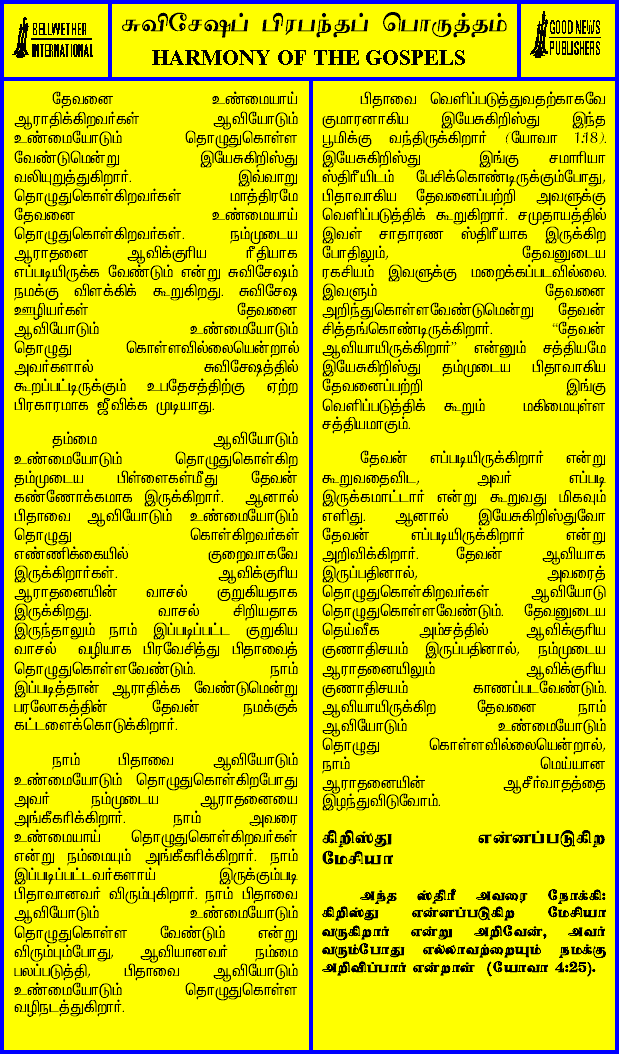 BELLWETHER
INTERNATIONAL
சுவிசேஷப் பிரபந்தப் பொருத்தம்
HARMONY OF THE GOSPELS
GOOD NEWS
PUBLISHERS
தேவனை உண்மையாய்
ஆராதிக்கிறவர்கள் ஆவியோடும்
உண்மையோடும் தொழுதுகொள்ள
வேண்டுமென்று இயேசுகிறிஸ்து
வலியுறுத்துகிறார். இவ்வாறு
தொழுதுகொள்கிறவர்கள் மாத்திரமே
தேவனை உண்மையாய்
தொழுதுகொள்கிறவர்கள். நம்முடைய
ஆராதனை ஆவிக்குரிய ரீதியாக
எப்படியிருக்க வேண்டும் என்று சுவிசேஷம்
நமக்கு விளக்கிக் கூறுகிறது. சுவிசேஷ
ஊழியர்கள் தேவனை
ஆவியோடும் உண்மையோடும்
தொழுது கொள்ளவில்லையென்றால்
அவர்களால் சுவிசேஷத்தில்
கூறப்பட்டிருக்கும் உபதேசத்திற்கு ஏற்ற
பிரகாரமாக ஜீவிக்க முடியாது.
தம்மை ஆவியோடும்
உண்மையோடும் தொழுதுகொள்கிற
தம்முடைய பிள்ளைகள்மீது தேவன்
கண்ணோக்கமாக இருக்கிறார். ஆனால்
பிதாவை ஆவியோடும் உண்மையோடும்
தொழுது கொள்கிறவர்கள்
எண்ணிக்கையில் குறைவாகவே
இருக்கிறார்கள். ஆவிக்குரிய
ஆராதனையின் வாசல் குறுகியதாக
இருக்கிறது. வாசல் சிறியதாக
இருந்தாலும் நாம் இப்படிப்பட்ட குறுகிய
வாசல் வழியாக பிரவேசித்து பிதாவைத்
தொழுதுகொள்ளவேண்டும். நாம்
இப்படித்தான் ஆராதிக்க வேண்டுமென்று
பரலோகத்தின் தேவன் நமக்குக்
கட்டளைக்கொடுக்கிறார்.
நாம் பிதாவை ஆவியோடும்
உண்மையோடும் தொழுதுகொள்கிறபோது
அவர் நம்முடைய ஆராதனையை
அங்கீகரிக்கிறார். நாம் அவரை
உண்மையாய் தொழுதுகொள்கிறவர்கள்
என்று நம்மையும் அங்கீகரிக்கிறார். நாம்
இப்படிப்பட்டவர்களாய் இருக்கும்படி
பிதாவானவர் விரும்புகிறார். நாம் பிதாவை
ஆவியோடும் உண்மையோடும்
தொழுதுகொள்ள வேண்டும் என்று
விரும்பும்போது, ஆவியானவர் நம்மை
பலப்படுத்தி, பிதாவை ஆவியோடும்
உண்மையோடும் தொழுதுகொள்ள
வழிநடத்துகிறார்.
பிதாவை வெளிப்படுத்துவதற்காகவே
குமாரனாகிய இயேசுகிறிஸ்து இந்த
பூமிக்கு வந்திருக்கிறார் (யோவா 1:18).
இயேசுகிறிஸ்து இங்கு சமாரியா
ஸ்திரீயிடம் பேசிக்கொண்டிருக்கும்போது,
பிதாவாகிய தேவனைப்பற்றி அவளுக்கு
வெளிப்படுத்திக் கூறுகிறார். சமுதாயத்தில்
இவள் சாதாரண ஸ்திரீயாக இருக்கிற
போதிலும், தேவனுடைய
ரகசியம் இவளுக்கு மறைக்கப்படவில்லை.
இவளும் தேவனை
அறிந்துகொள்ளவேண்டுமென்று தேவன்
சித்தங்கொண்டிருக்கிறார். “தேவன்
ஆவியாயிருக்கிறார்” என்னும் சத்தியமே
இயேசுகிறிஸ்து தம்முடைய பிதாவாகிய
தேவனைப்பற்றி இங்கு
வெளிப்படுத்திக் கூறும் மகிமையுள்ள
சத்தியமாகும்.
தேவன் எப்படியிருக்கிறார் என்று
கூறுவதைவிட, அவர் எப்படி
இருக்கமாட்டார் என்று கூறுவது மிகவும்
எளிது. ஆனால் இயேசுகிறிஸ்துவோ
தேவன் எப்படியிருக்கிறார் என்று
அறிவிக்கிறார். தேவன் ஆவியாக
இருப்பதினால், அவரைத்
தொழுதுகொள்கிறவர்கள் ஆவியோடு
தொழுதுகொள்ளவேண்டும். தேவனுடைய
தெய்வீக அம்சத்தில் ஆவிக்குரிய
குணாதிசயம் இருப்பதினால், நம்முடைய
ஆராதனையிலும் ஆவிக்குரிய
குணாதிசயம் காணப்படவேண்டும்.
ஆவியாயிருக்கிற தேவனை நாம்
ஆவியோடும் உண்மையோடும்
தொழுது கொள்ளவில்லையென்றால்,
நாம் மெய்யான
ஆராதனையின் ஆசீர்வாதத்தை
இழந்துவிடுவோம்.
கிறிஸ்து என்னப்படுகிற
மேசியா
அந்த ஸ்திரீ அவரை நோக்கி:
கிறிஸ்து என்னப்படுகிற மேசியா
வருகிறார் என்று அறிவேன், அவர்
வரும்போது எல்லாவற்றையும் நமக்கு
அறிவிப்பார் என்றாள் (யோவா 4:25).